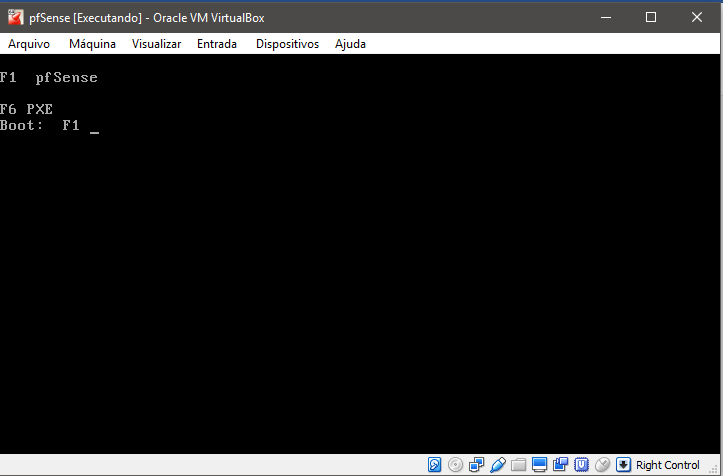 pfSense [Executando] - Oracle VM VirtualBox
Arquivo Máquina Visualizar Entrada Dispositivos Ajuda
F1 pfSense
F6 PXE
Boot: F1 _
Right Control